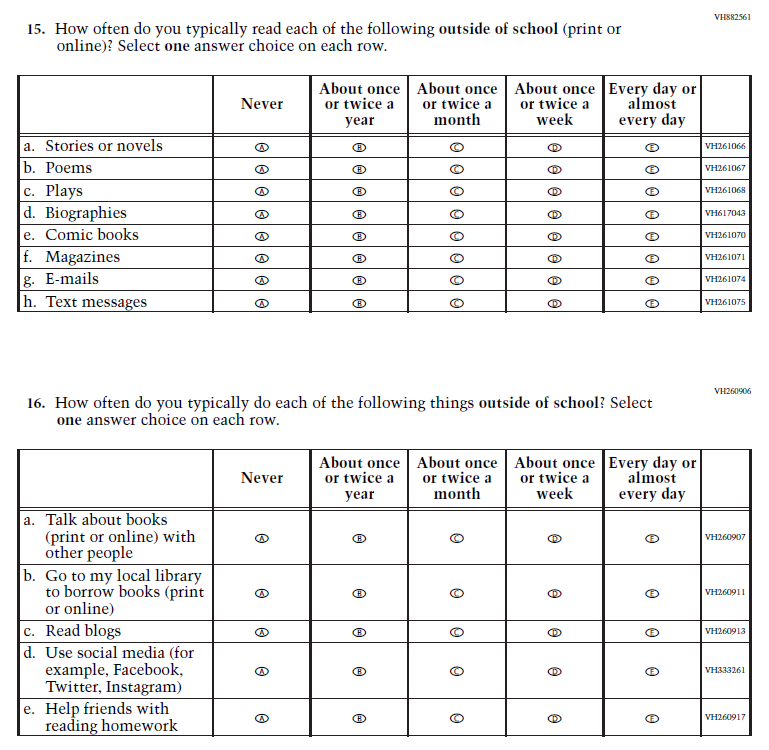 VH882561
15. How often do you typically read each of the following outside of school (print or
online)? Select one answer choice on each row.
Never
About once
or twice a
year
About once
or twice a
month
About once
or twice a
week
Every day or
almost
every day
a. Stories or novels A B C D E VH261066
b. Poems A B C D E VH261067
c. Plays A B C D E VH261068
d. Biographies A B C D E VH617043
e. Comic books A B C D E VH261070
f. Magazines A B C D E VH261071
g. E-mails A B C D E VH261074
h. Text messages A B C D E VH261075
VH260906
16. How often do you typically do each of the following things outside of school? Select
one answer choice on each row.
Never
About once
or twice a
year
About once
or twice a
month
About once
or twice a
week
Every day or
almost
every day
a. Talk about books
(print or online) with A B C D E VH260907
other people
b. Go to my local library
to borrow books (print A B C D E VH260911
or online)
c. Read blogs A B C D E VH260913
d. Use social media (for
example, Facebook, A B C D E VH333261
Twitter, Instagram)
e. Help friends with
reading homework A B C D E VH260917